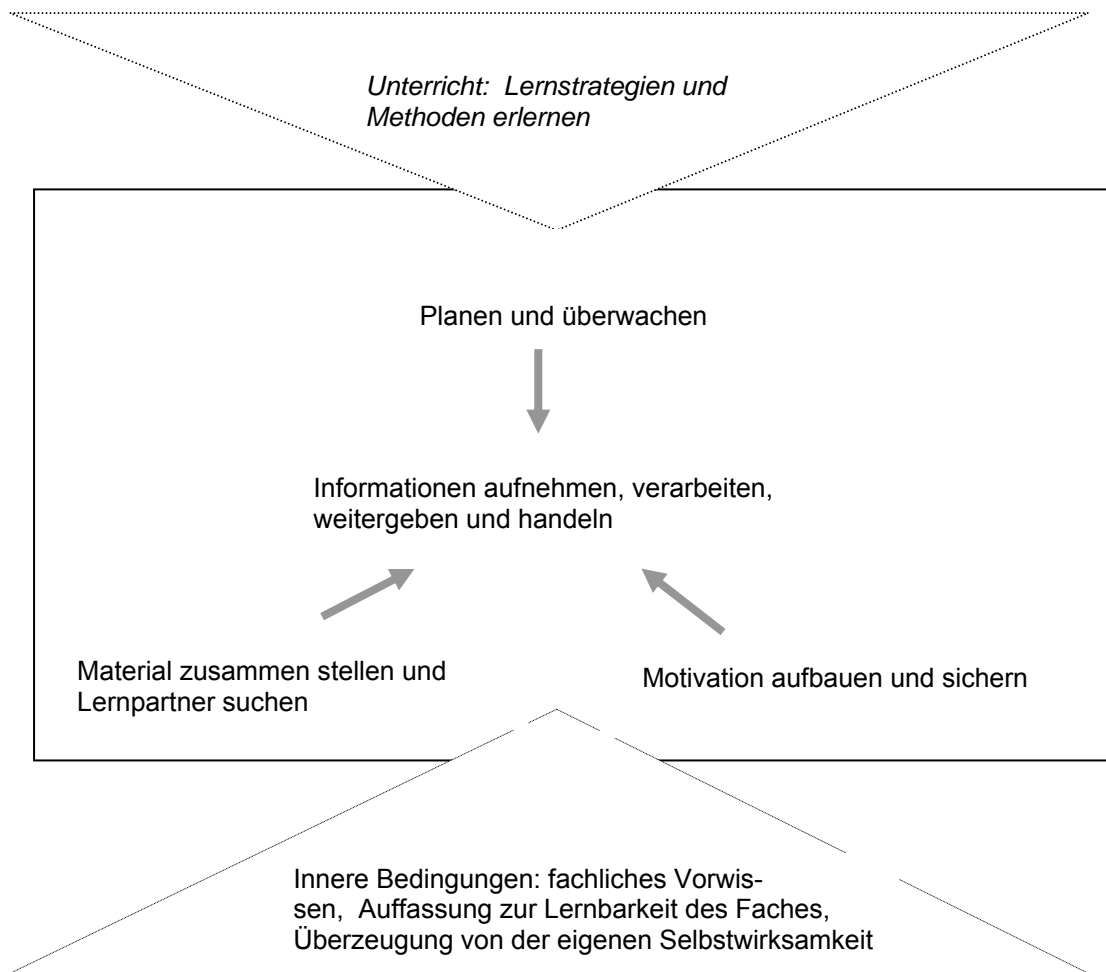 Unterricht:  Lernstrategien und
Methoden erlernen
Planen und überwachen
Informationen aufnehmen, verarbeiten,
weitergeben und handeln
Material zusammen stellen und
Lernpartner suchen
Motivation aufbauen und sichern
Innere Bedingungen: fachliches Vorwis-
sen,  Auffassung zur Lernbarkeit des Faches,
Überzeugung von der eigenen Selbstwirksamkeit